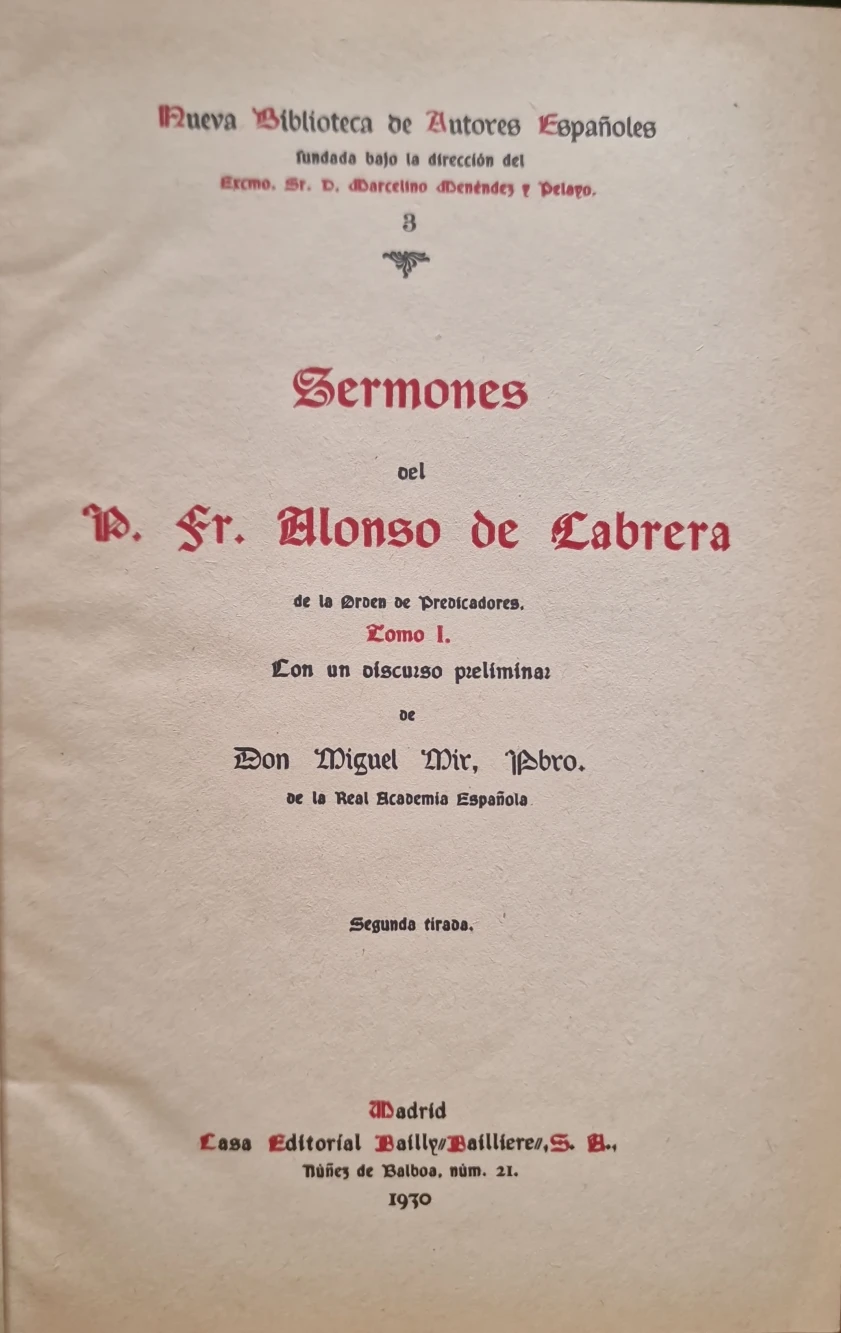 Nueva Biblioteca de Autores Españoles
fundada bajo la dirección del
Excmo. Sr. D. Marcelino Menéndez y Pelayo.
3
Sermones
del
P. Fr. Alonso de Cabrera
de la Orden de Predicadores.
Tomo I.
Con un discurso preliminar
de
Don Miguel Mir, Pbro.
de la Real Academia Española
Segunda tirada.
Madrid
Casa Editorial Bailly//Bailliere//, S. A.,
Núñez de Balboa, núm. 21.
1930